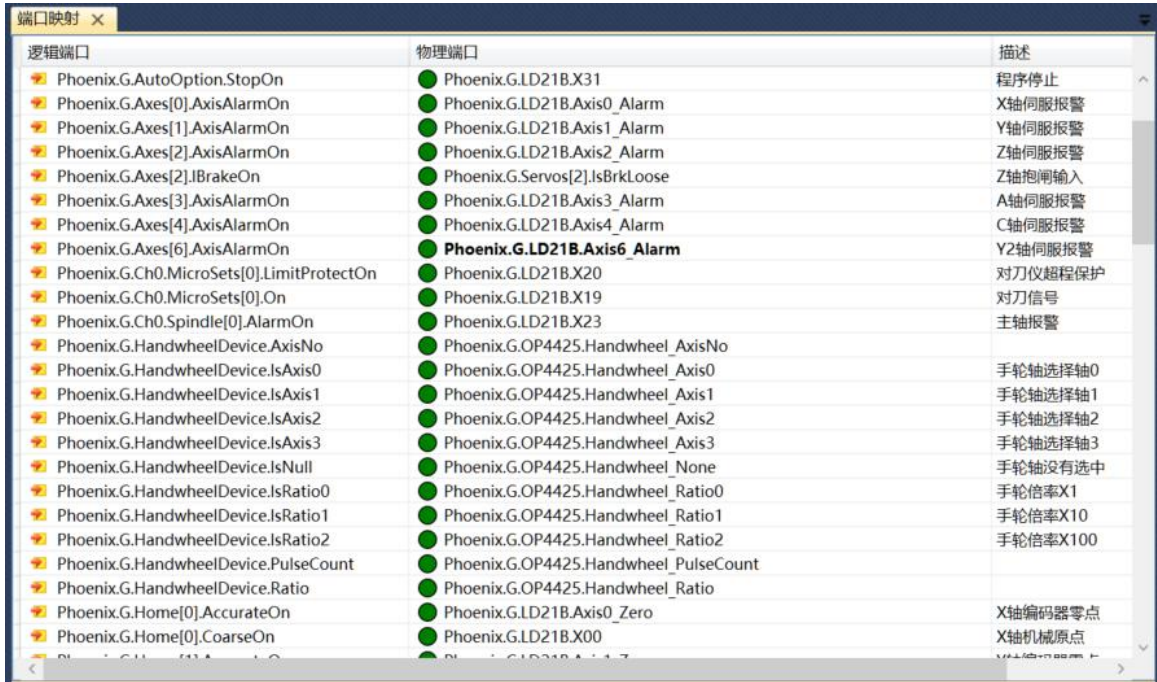 端口映射
逻辑端口 物理端口 描述
Phoenix.G.AutoOption.StopOn Phoenix.G.LD21B.X31 程序停止
Phoenix.G.Axes[0].AxisAlarmOn Phoenix.G.LD21B.Axis0_Alarm X轴伺服报警
Phoenix.G.Axes[1].AxisAlarmOn Phoenix.G.LD21B.Axis1_Alarm Y轴伺服报警
Phoenix.G.Axes[2].AxisAlarmOn Phoenix.G.LD21B.Axis2_Alarm Z轴伺服报警
Phoenix.G.Axes[2].IBrakeOn Phoenix.G.Servos[2].IsBrkLoose Z轴抱闸输入
Phoenix.G.Axes[3].AxisAlarmOn Phoenix.G.LD21B.Axis3_Alarm A轴伺服报警
Phoenix.G.Axes[4].AxisAlarmOn Phoenix.G.LD21B.Axis4_Alarm C轴伺服报警
Phoenix.G.Axes[6].AxisAlarmOn Phoenix.G.LD21B.Axis6_Alarm Y2轴伺服报警
Phoenix.G.Ch0.MicroSets[0].LimitProtectOn Phoenix.G.LD21B.X20 对刀仪超程保护
Phoenix.G.Ch0.MicroSets[0].On Phoenix.G.LD21B.X19 对刀信号
Phoenix.G.Ch0.Spindle[0].AlarmOn Phoenix.G.LD21B.X23 主轴报警
Phoenix.G.HandwheelDevice.AxisNo Phoenix.G.OP4425.Handwheel_AxisNo
Phoenix.G.HandwheelDevice.IsAxis0 Phoenix.G.OP4425.Handwheel_Axis0 手轮轴选择轴0
Phoenix.G.HandwheelDevice.IsAxis1 Phoenix.G.OP4425.Handwheel_Axis1 手轮轴选择轴1
Phoenix.G.HandwheelDevice.IsAxis2 Phoenix.G.OP4425.Handwheel_Axis2 手轮轴选择轴2
Phoenix.G.HandwheelDevice.IsAxis3 Phoenix.G.OP4425.Handwheel_Axis3 手轮轴选择轴3
Phoenix.G.HandwheelDevice.IsNull Phoenix.G.OP4425.Handwheel_None 手轮轴没有选中
Phoenix.G.HandwheelDevice.IsRatio0 Phoenix.G.OP4425.Handwheel_Ratio0 手轮倍率X1
Phoenix.G.HandwheelDevice.IsRatio1 Phoenix.G.OP4425.Handwheel_Ratio1 手轮倍率X10
Phoenix.G.HandwheelDevice.IsRatio2 Phoenix.G.OP4425.Handwheel_Ratio2 手轮倍率X100
Phoenix.G.HandwheelDevice.PulseCount Phoenix.G.OP4425.Handwheel_PulseCount
Phoenix.G.HandwheelDevice.Ratio Phoenix.G.OP4425.Handwheel_Ratio
Phoenix.G.Home[0].AccurateOn Phoenix.G.LD21B.Axis0_Zero X轴编码器零点
Phoenix.G.Home[0].CoarseOn Phoenix.G.LD21B.X00 X轴机械原点